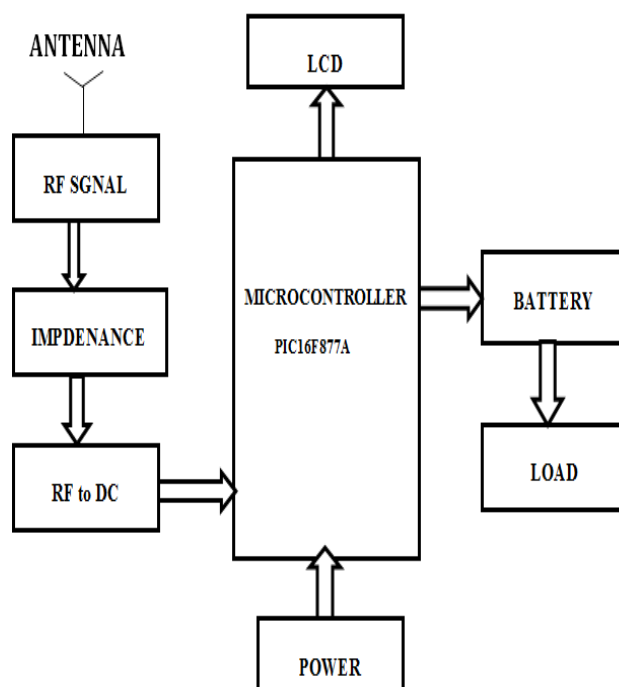 ANTENNA
LCD
RF SGNAL
IMPDENANCE
RF to DC
MICROCONTROLLER
PIC16F877A
BATTERY
LOAD
POWER